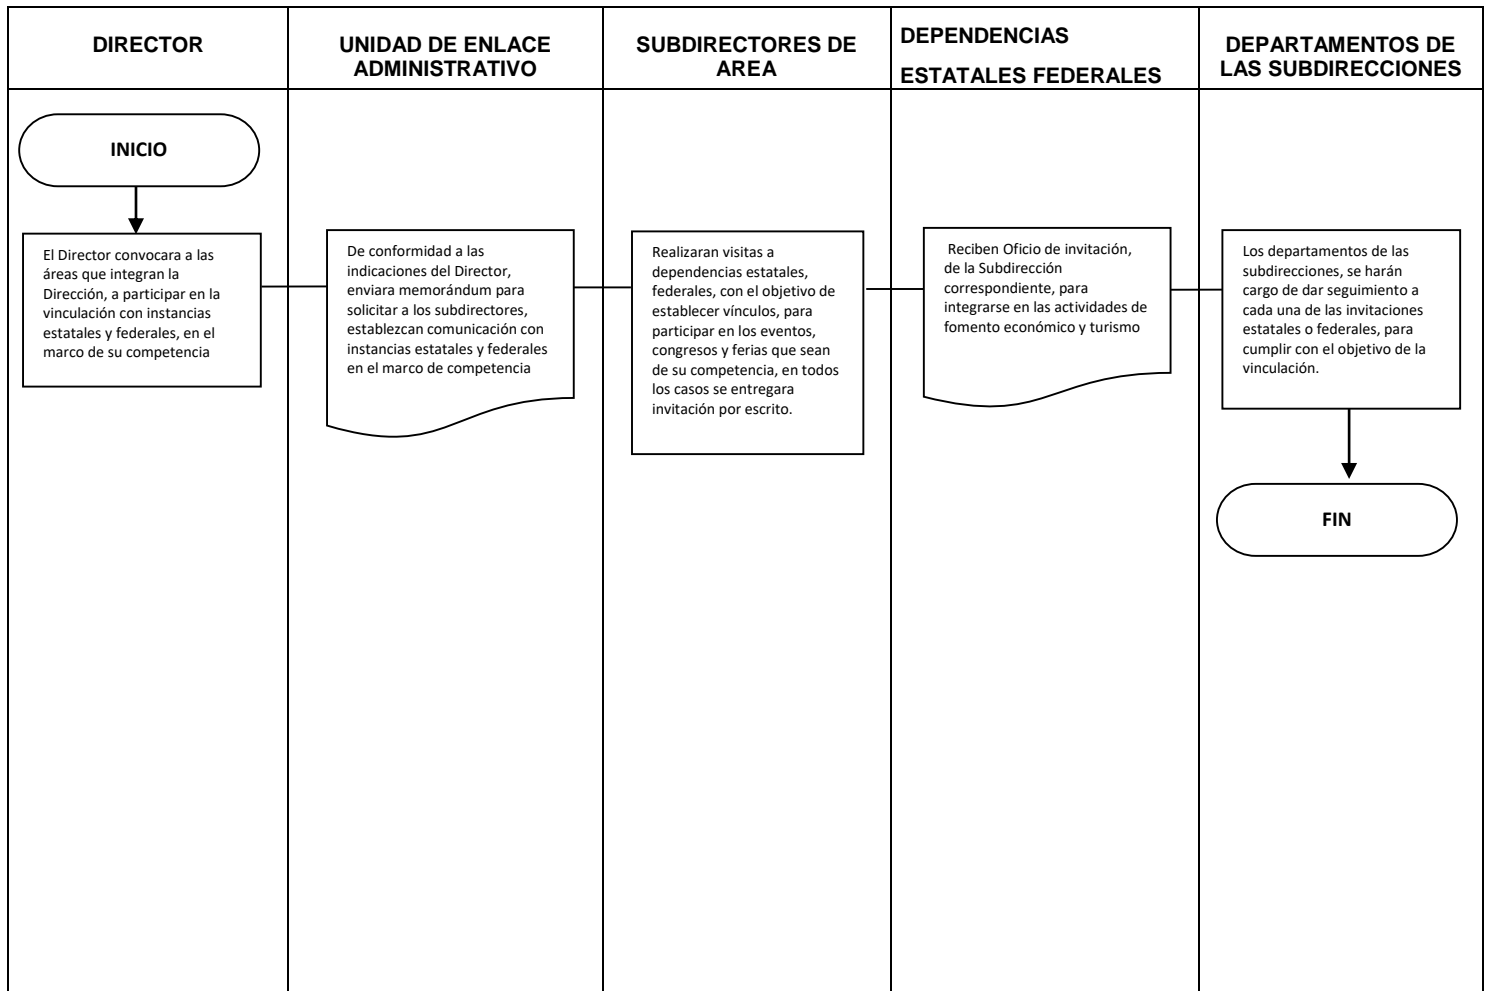 DIRECTOR
UNIDAD DE ENLACE
ADMINISTRATIVO
SUBDIRECTORES DE
AREA
DEPENDENCIAS
ESTATALES FEDERALES
DEPARTAMENTOS DE
LAS SUBDIRECCIONES
INICIO
El Director convocara a las
áreas que integran la
Dirección, a participar en la
vinculación con instancias
estatales y federales, en el
marco de su competencia
De conformidad a las
indicaciones del Director,
enviara memorándum para
solicitar a los subdirectores,
establezcan comunicación con
instancias estatales y federales
en el marco de competencia
Realizaran visitas a
dependencias estatales,
federales, con el objetivo de
establecer vínculos, para
participar en los eventos,
congresos y ferias que sean
de su competencia, en todos
los casos se entregara
invitación por escrito.
Reciben Oficio de invitación,
de la Subdirección
correspondiente, para
integrarse en las actividades de
fomento económico y turismo
Los departamentos de las
subdirecciones, se harán
cargo de dar seguimiento a
cada una de las invitaciones
estatales o federales, para
cumplir con el objetivo de la
vinculación.
FIN